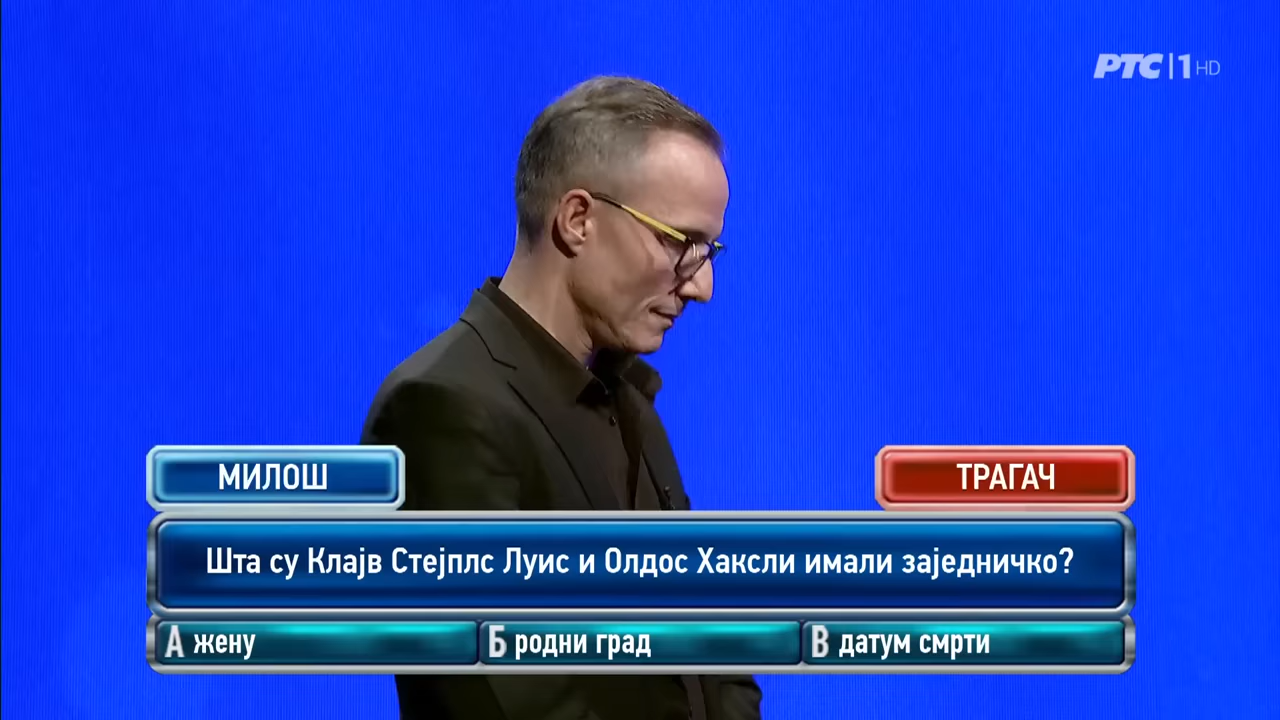 РТС|1 HD
МИЛОШ
ТРАГАЧ
Шта су Клајв Стејплс Луис и Олдос Хаксли имали заједничко?
А жену
Б родни град
В датум смрти